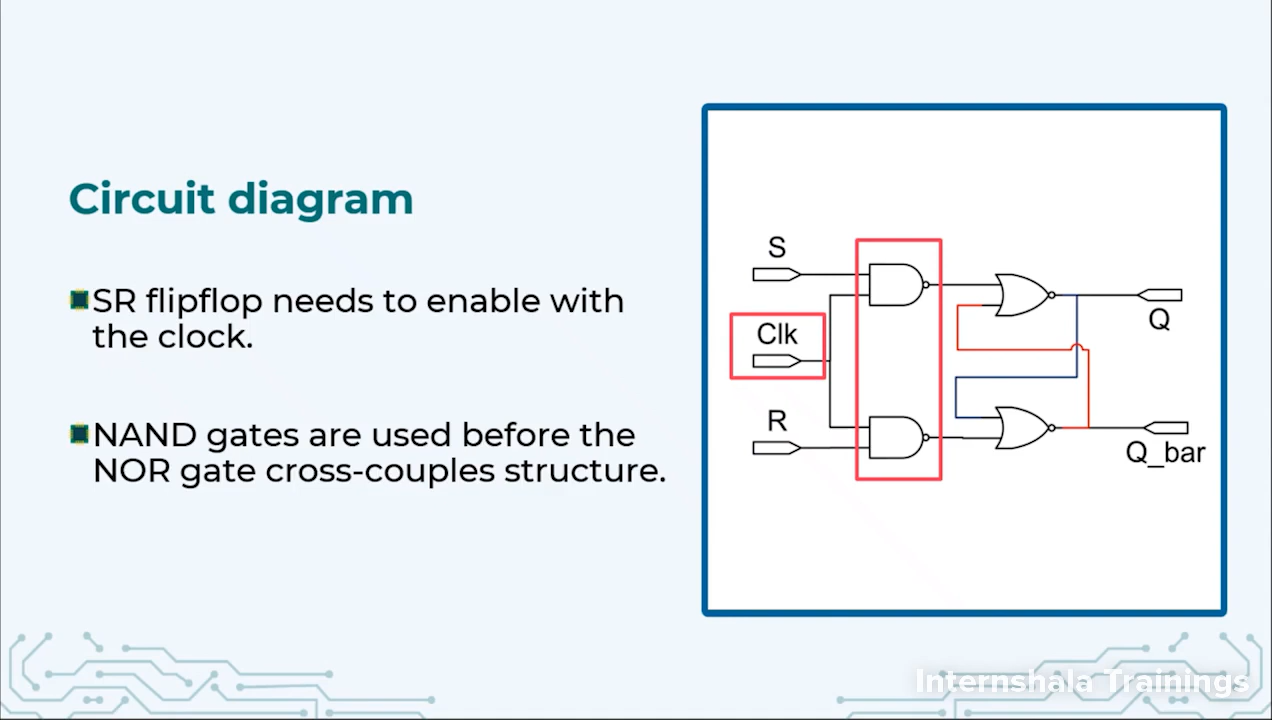 Circuit diagram
SR flipflop needs to enable with
the clock.
NAND gates are used before the
NOR gate cross-couples structure.
S
Clk
R
Q
Q_bar
Internshala Trainings